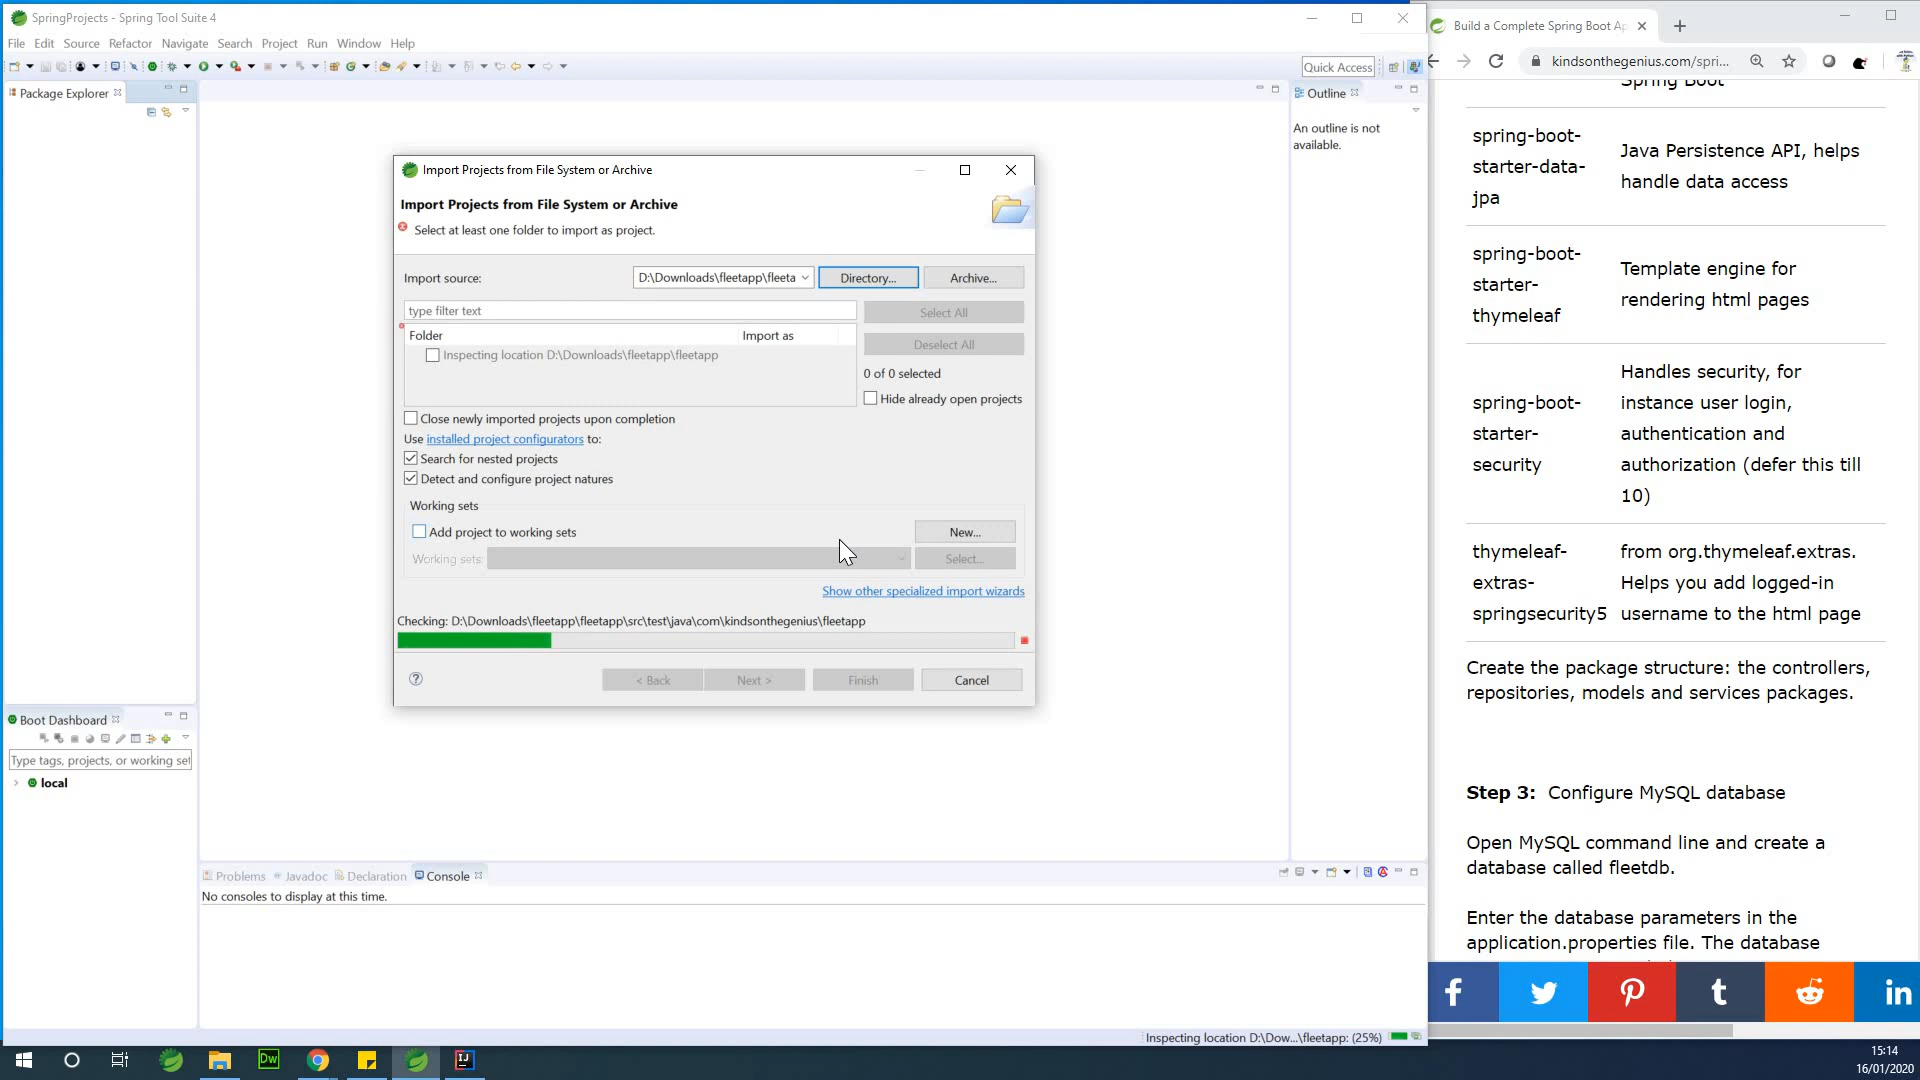 SpringProjects - Spring Tool Suite 4
File Edit Source Refactor Navigate Search Project Run Window Help
Quick Access
Package Explorer
Outline
An outline is not
available.
Import Projects from File System or Archive
Import Projects from File System or Archive
Select at least one folder to import as project.
Import source:
D:\Downloads\fleetapp\fleeta
Directory...
Archive...
type filter text
Select All
Folder
Import as
Inspecting location D:\Downloads\fleetapp\fleetapp
Deselect All
0 of 0 selected
Hide already open projects
Close newly imported projects upon completion
Use installed project configurators to:
Search for nested projects
Detect and configure project natures
Working sets
Add project to working sets
New...
Working sets:
Select...
Show other specialized import wizards
Checking: D:\Downloads\fleetapp\fleetapp\src\test\java\com\kindsonthegenius\fleetapp
< Back
Next >
Finish
Cancel
Boot Dashboard
Type tags, projects, or working set
local
Problems
Javadoc
Declaration
Console
No consoles to display at this time.
Inspecting location D:\Dow...\fleetapp: (25%)
Build a Complete Spring Boot Ap
kindsonthegenius.com/spri...
Spring Boot
spring-boot-
starter-data-
jpa
Java Persistence API, helps
handle data access
spring-boot-
starter-
thymeleaf
Template engine for
rendering html pages
spring-boot-
starter-
security
Handles security, for
instance user login,
authentication and
authorization (defer this till
10)
thymeleaf-
extras-
springsecurity5
from org.thymeleaf.extras.
Helps you add logged-in
username to the html page
Create the package structure: the controllers,
repositories, models and services packages.
Step 3: Configure MySQL database
Open MySQL command line and create a
database called fleetdb.
Enter the database parameters in the
application.properties file. The database
Dw
IJ
15:14
16/01/2020